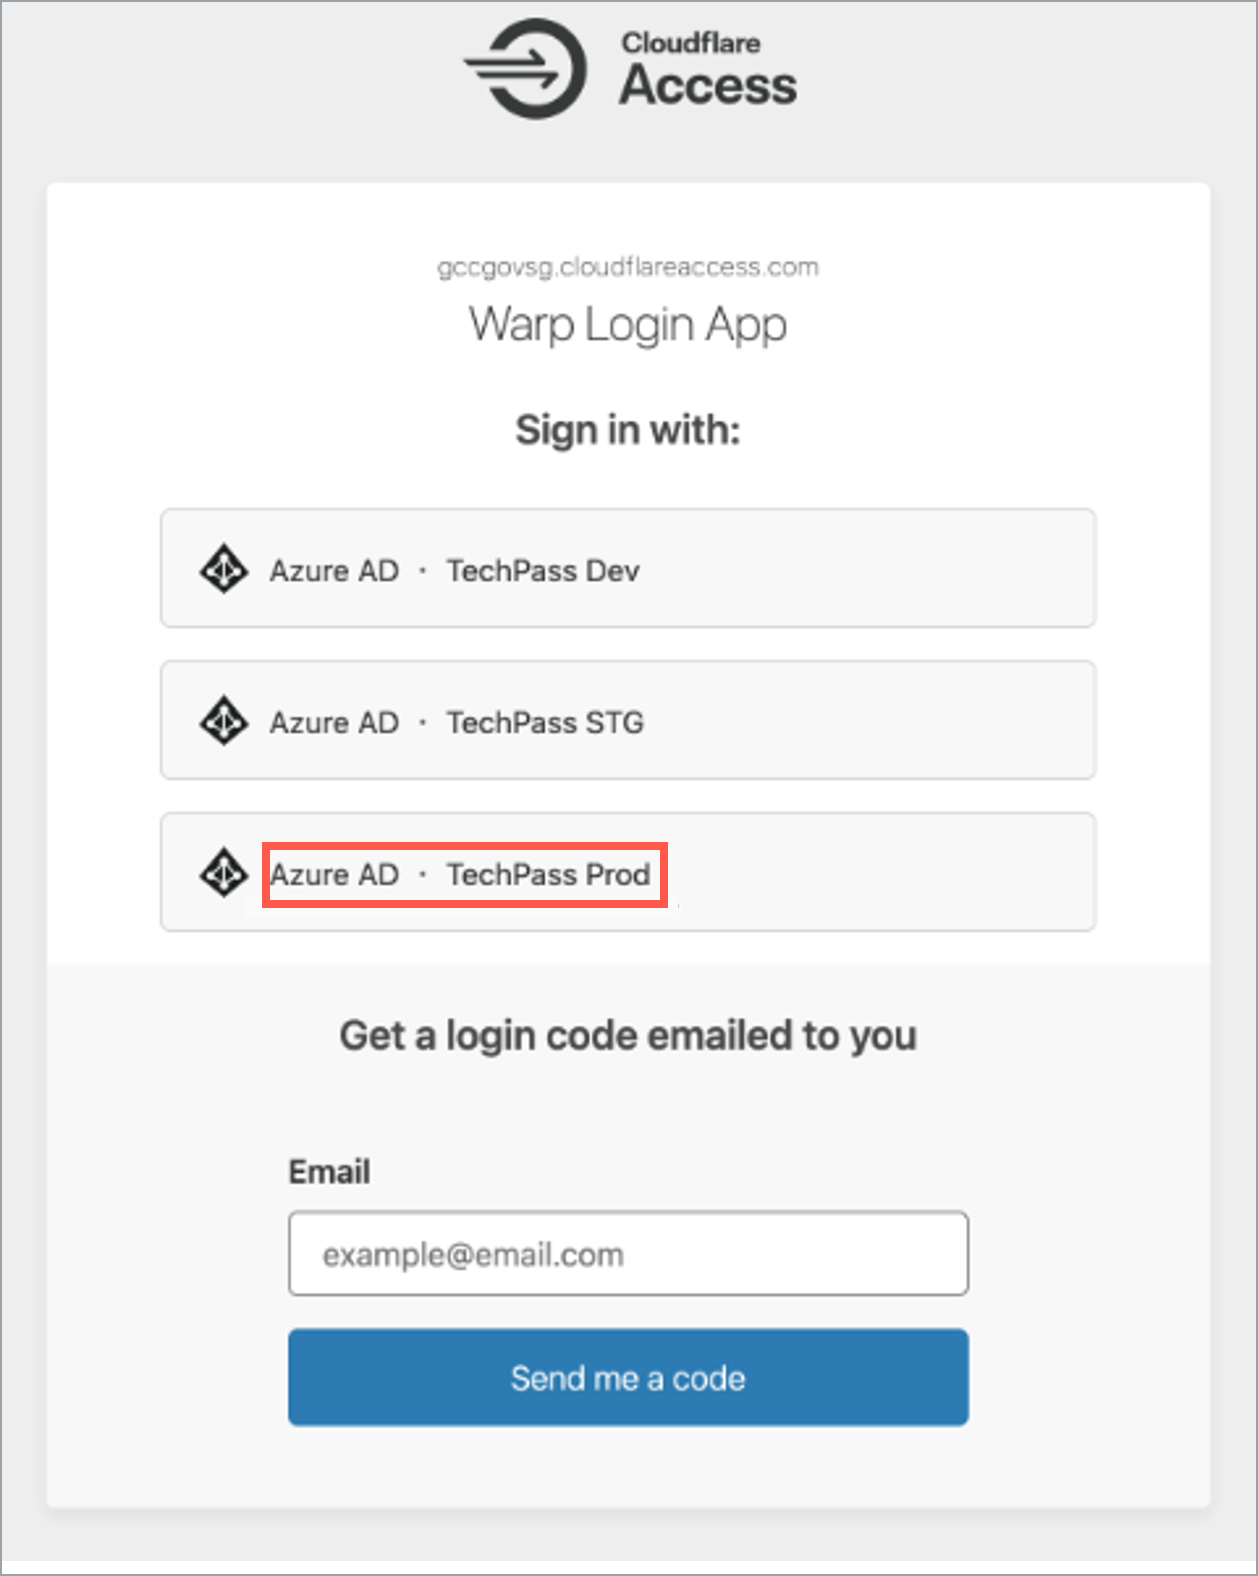 Cloudflare
Access
gccgovsg.cloudflareaccess.com
Warp Login App
Sign in with:
Azure AD · TechPass Dev
Azure AD · TechPass STG
Azure AD · TechPass Prod
Get a login code emailed to you
Email
example@email.com
Send me a code